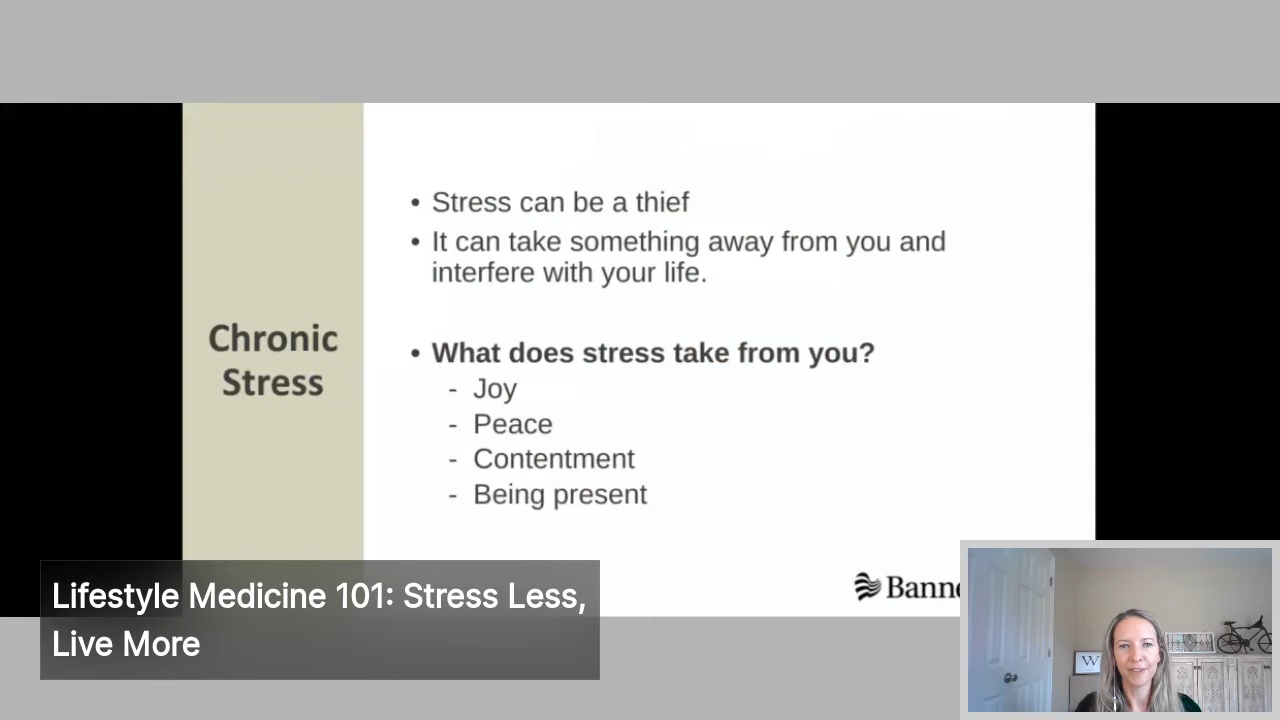 • Stress can be a thief
• It can take something away from you and
interfere with your life.
Chronic
Stress
• What does stress take from you?
- Joy
- Peace
- Contentment
- Being present
Lifestyle Medicine 101: Stress Less,
Live More
W